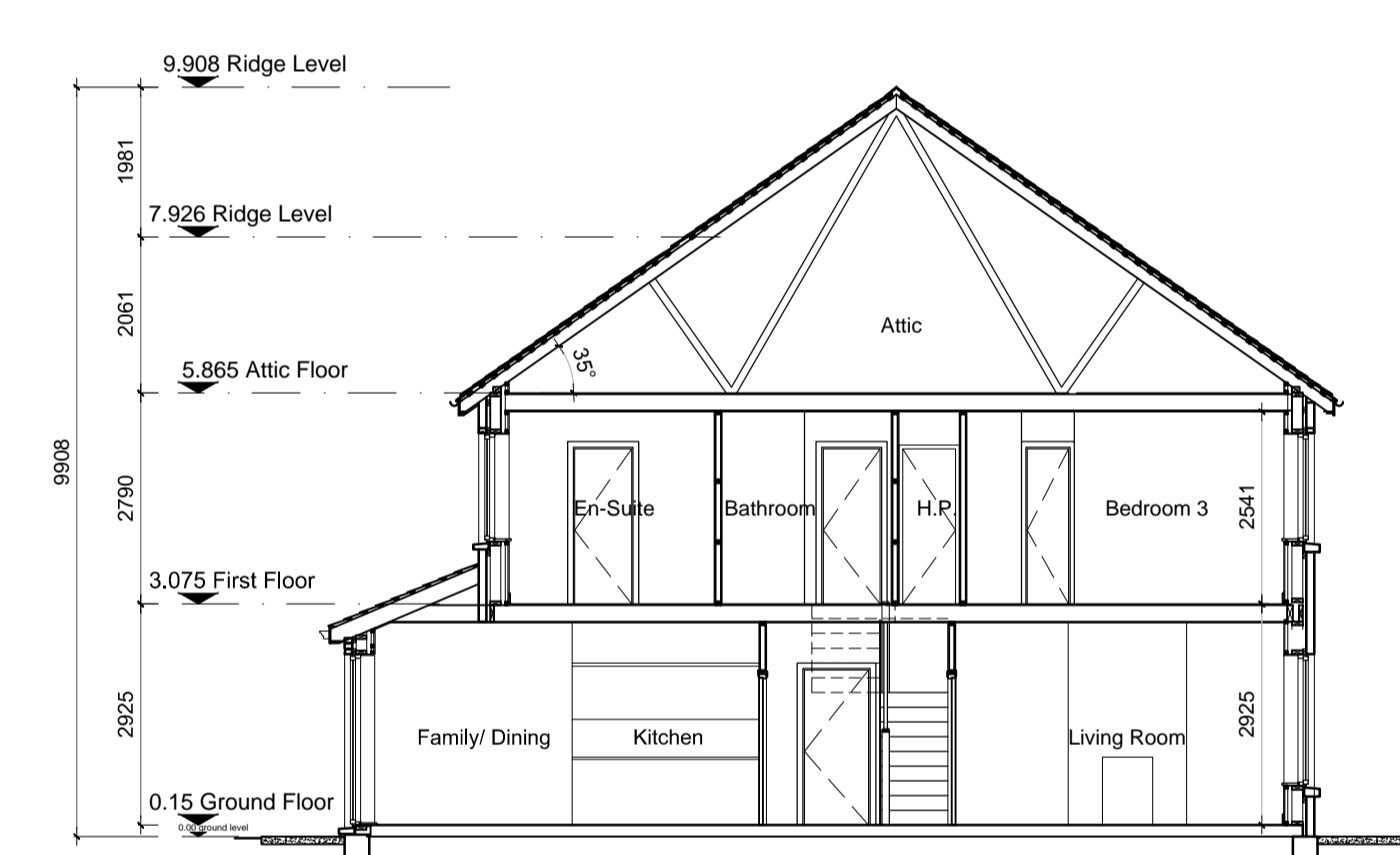 9.908 Ridge Level
1981
7.926 Ridge Level
2061
Attic
35°
5.865 Attic Floor
9908
2790
En-Suite
Bathroom
H.P.
Bedroom 3
2541
3.075 First Floor
2925
Family/ Dining
Kitchen
Living Room
2925
0.15 Ground Floor
0.00 ground level